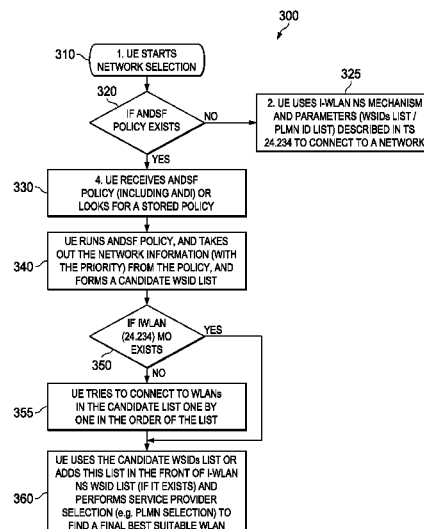 300
310
1. UE STARTS
NETWORK SELECTION
320
IF ANDSF
POLICY EXISTS
NO
325
2. UE USES I-WLAN NS MECHANISM
AND PARAMETERS (WSIDs LIST /
PLMN ID LIST) DESCRIBED IN TS
24.234 TO CONNECT TO A NETWORK
YES
330
4. UE RECEIVES ANDSF
POLICY (INCLUDING ANDI) OR
LOOKS FOR A STORED POLICY
340
UE RUNS ANDSF POLICY, AND TAKES
OUT THE NETWORK INFORMATION (WITH
THE PRIORITY) FROM THE POLICY, AND
FORMS A CANDIDATE WSID LIST
350
IF IWLAN
(24.234) MO
EXISTS
YES
NO
355
UE TRIES TO CONNECT TO WLANs
IN THE CANDIDATE LIST ONE BY
ONE IN THE ORDER OF THE LIST
360
UE USES THE CANDIDATE WSIDs LIST OR
ADDS THIS LIST IN THE FRONT OF I-WLAN
NS WSID LIST (IF IT EXISTS) AND
PERFORMS SERVICE PROVIDER
SELECTION (e.g. PLMN SELECTION) TO
FIND A FINAL BEST SUITABLE WLAN